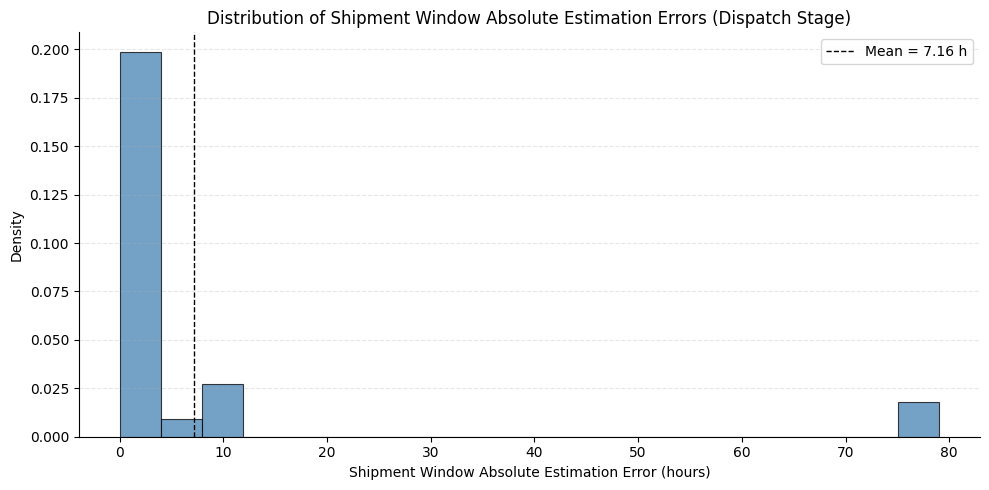 Distribution of Shipment Window Absolute Estimation Errors (Dispatch Stage)
Mean = 7.16 h
Density
0.200
0.175
0.150
0.125
0.100
0.075
0.050
0.025
0.000
0 10 20 30 40 50 60 70 80
Shipment Window Absolute Estimation Error (hours)